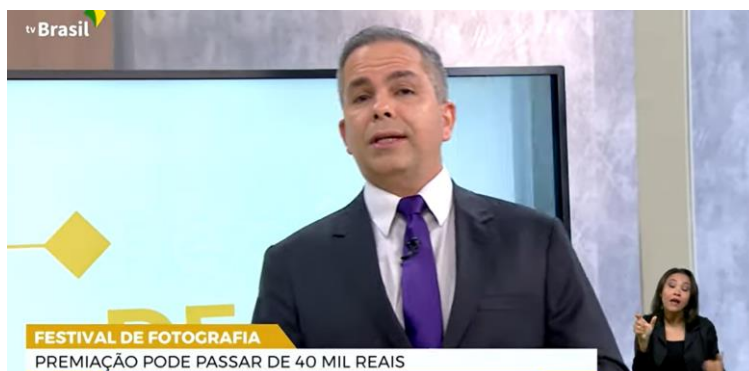 tv Brasil
FESTIVAL DE FOTOGRAFIA
PREMIAÇÃO PODE PASSAR DE 40 MIL REAIS